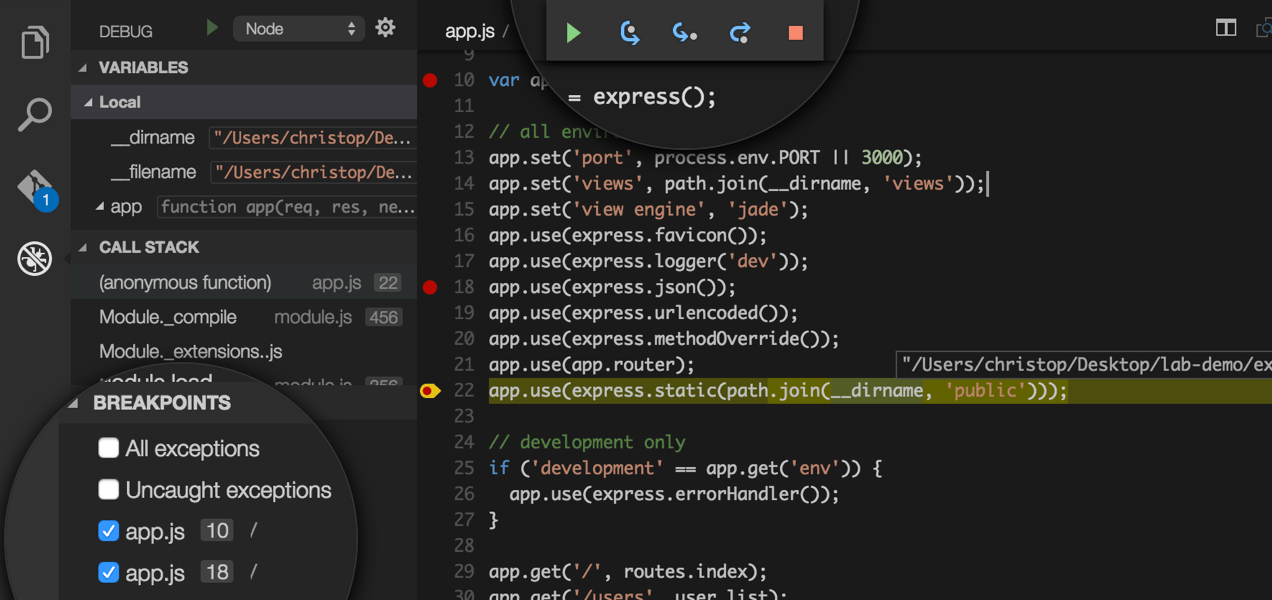 DEBUG
Node
VARIABLES
Local
__dirname "/Users/christop/De...
__filename "/Users/christop/De...
app function app(req, res, ne...
1
CALL STACK
(anonymous function) app.js 22
Module._compile module.js 456
Module._extensions..js
module.load module.js 356
BREAKPOINTS
All exceptions
Uncaught exceptions
app.js 10 /
app.js 18 /
app.js /
9
10 var ap = express();
11
12 // all envir
13 app.set('port', process.env.PORT || 3000);
14 app.set('views', path.join(__dirname, 'views'));
15 app.set('view engine', 'jade');
16 app.use(express.favicon());
17 app.use(express.logger('dev'));
18 app.use(express.json());
19 app.use(express.urlencoded());
20 app.use(express.methodOverride());
21 app.use(app.router);
"/Users/christop/Desktop/lab-demo/ex
22 app.use(express.static(path.join(__dirname, 'public')));
23
24 // development only
25 if ('development' == app.get('env')) {
26 app.use(express.errorHandler());
27 }
28
29 app.get('/', routes.index);
30 app.get('/users', user.list);